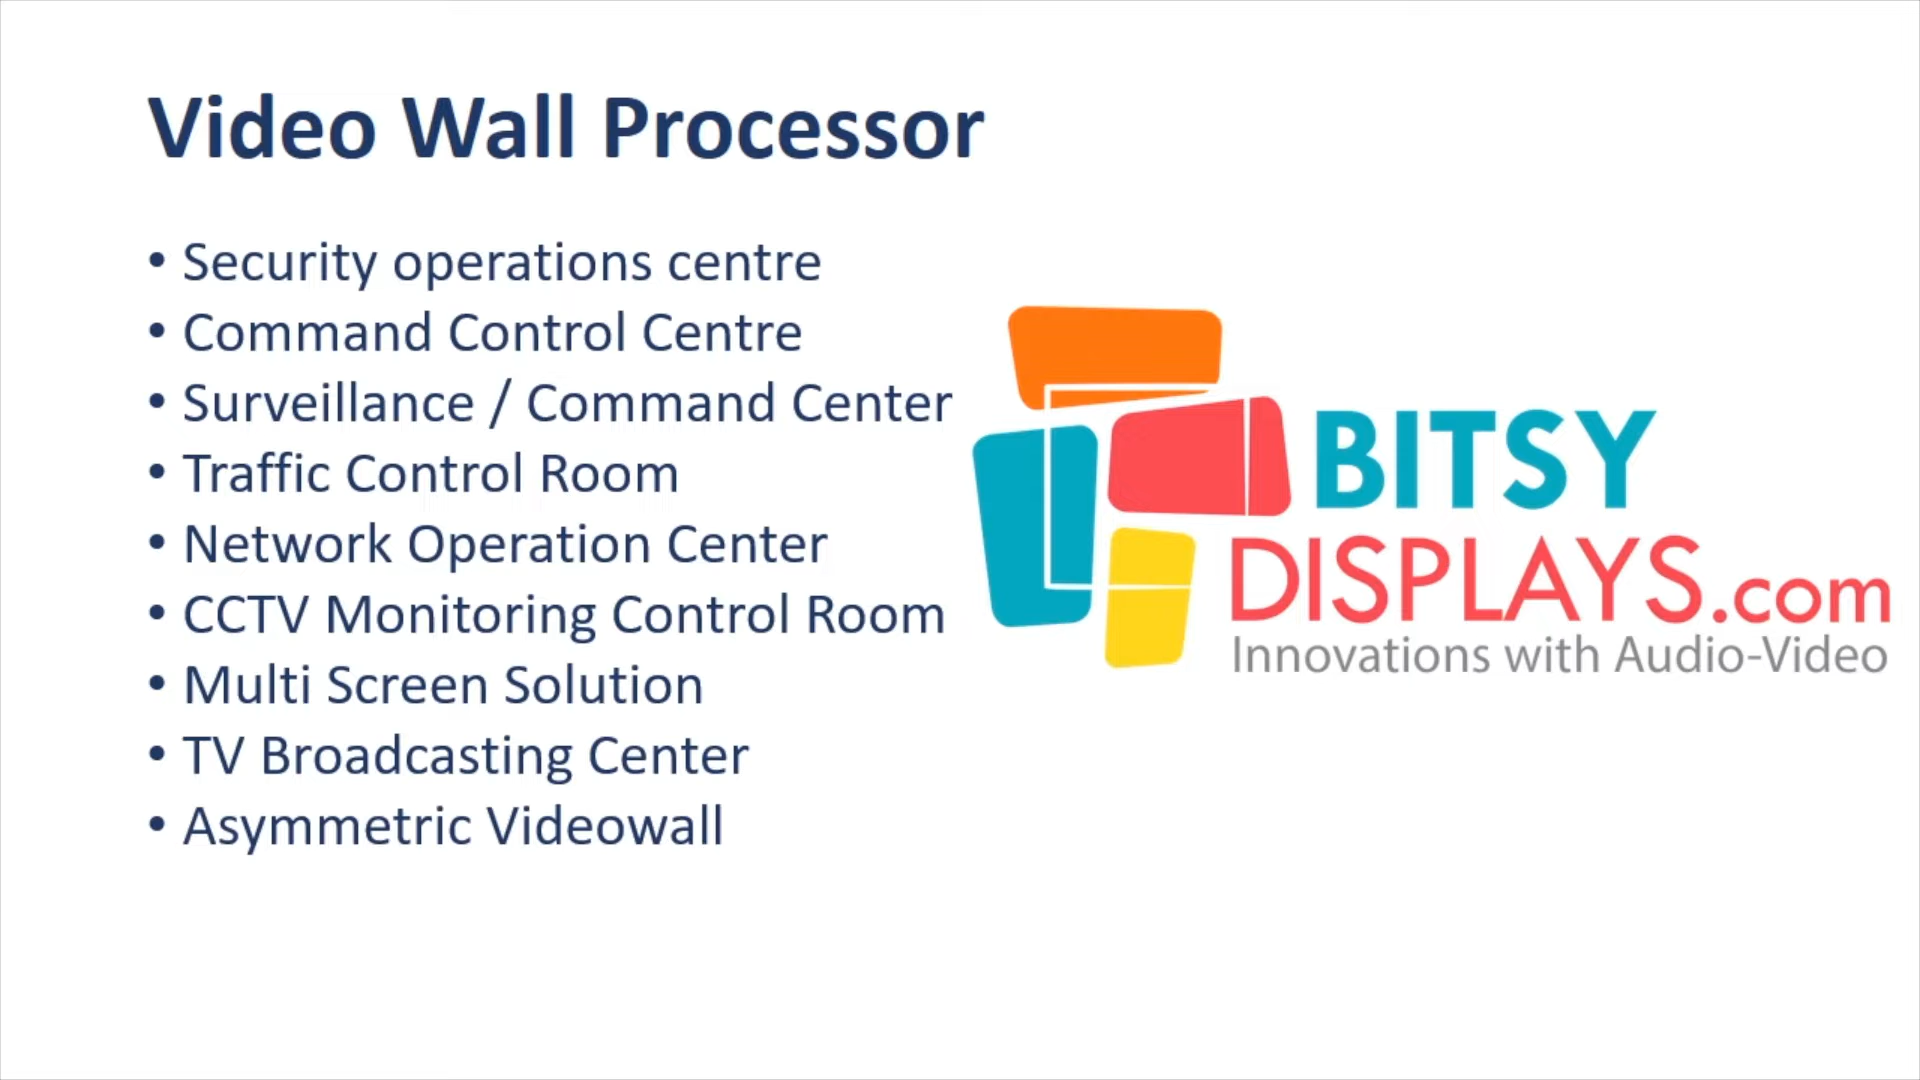 Video Wall Processor
• Security operations centre
• Command Control Centre
• Surveillance / Command Center
• Traffic Control Room
• Network Operation Center
• CCTV Monitoring Control Room
• Multi Screen Solution
• TV Broadcasting Center
• Asymmetric Videowall
BITSY
DISPLAYS.com
Innovations with Audio-Video